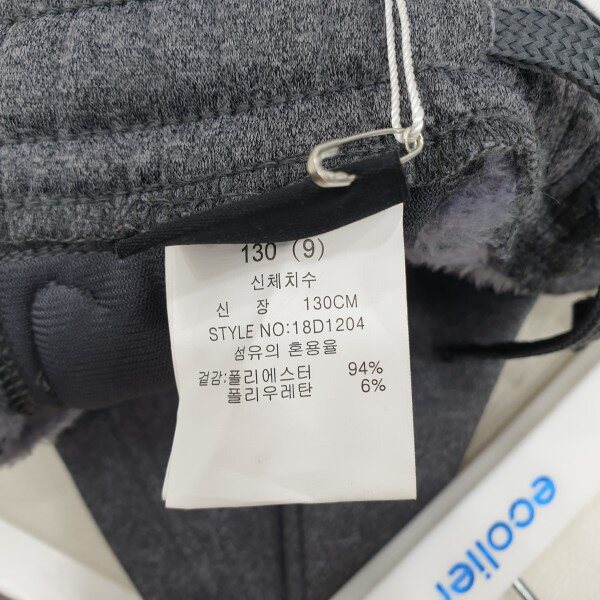 130 (9)
신체치수
신 장 130CM
STYLE NO:18D1204
섬유의 혼용율
겉감:폴리에스터 94%
폴리우레탄 6%
ecolier